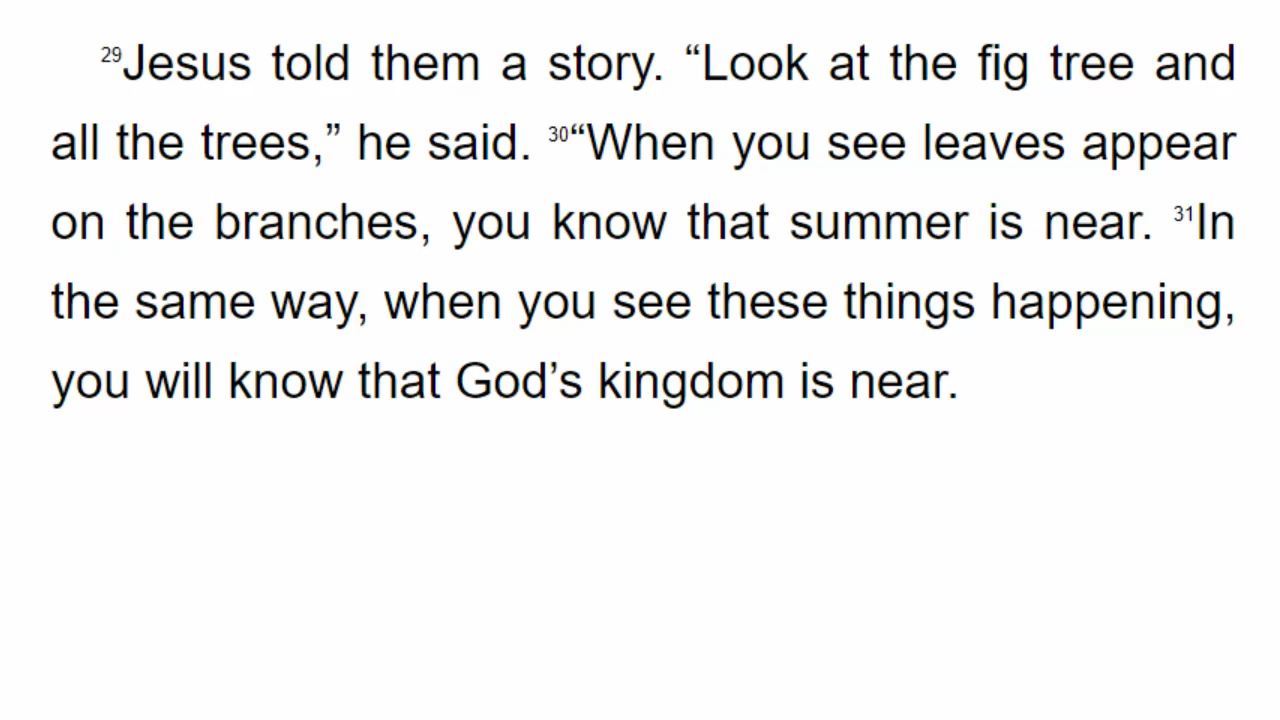 29Jesus told them a story. “Look at the fig tree and
all the trees,” he said. 30“When you see leaves appear
on the branches, you know that summer is near. 31In
the same way, when you see these things happening,
you will know that God’s kingdom is near.